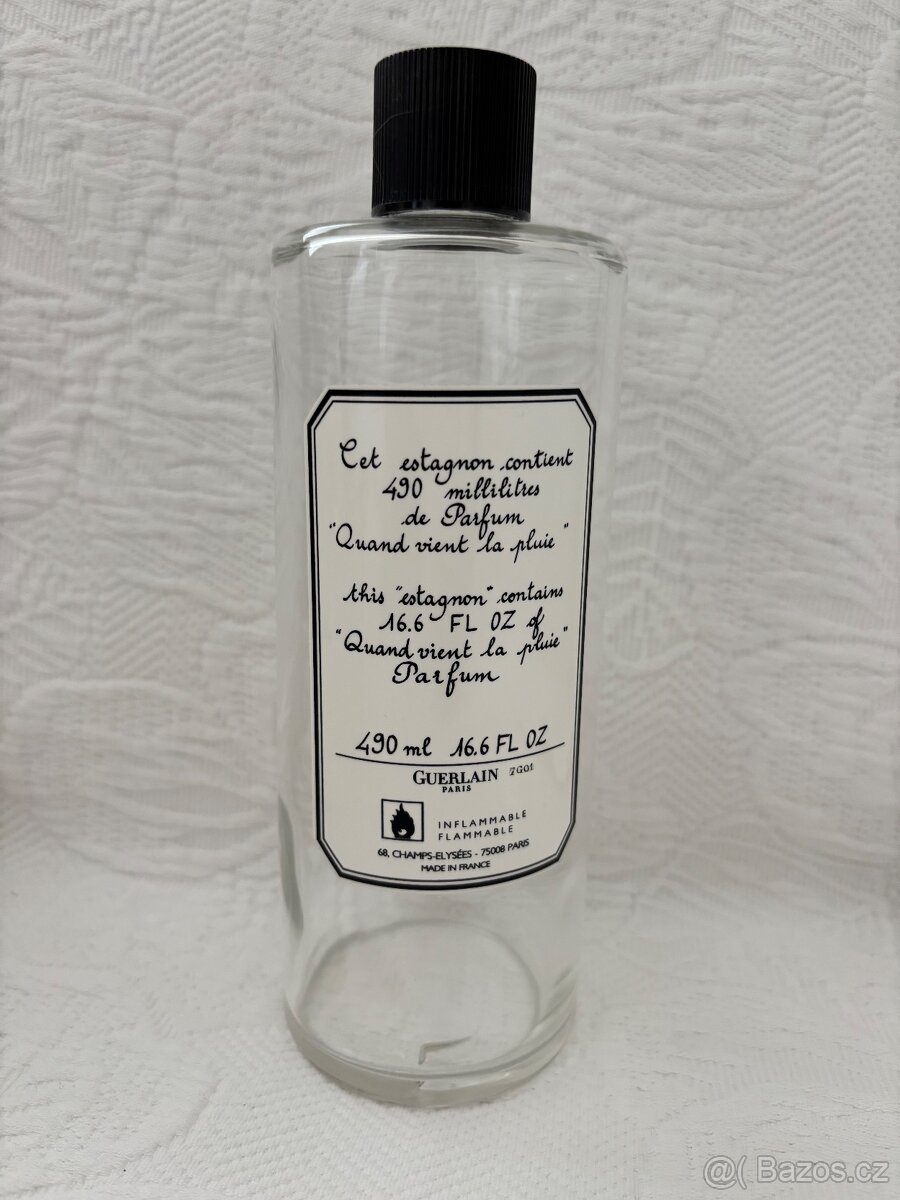 Cet estagnon contient
490 millilitres
de Parfum
"Quand vient la pluie"
this "estagnon" contains
16.6 FL OZ of
"Quand vient la pluie"
Parfum
490 ml 16.6 FL OZ
GUERLAIN 7G01
PARIS
INFLAMMABLE
FLAMMABLE
68, CHAMPS-ELYSÉES - 75008 PARIS
MADE IN FRANCE
@( Bazos.cz